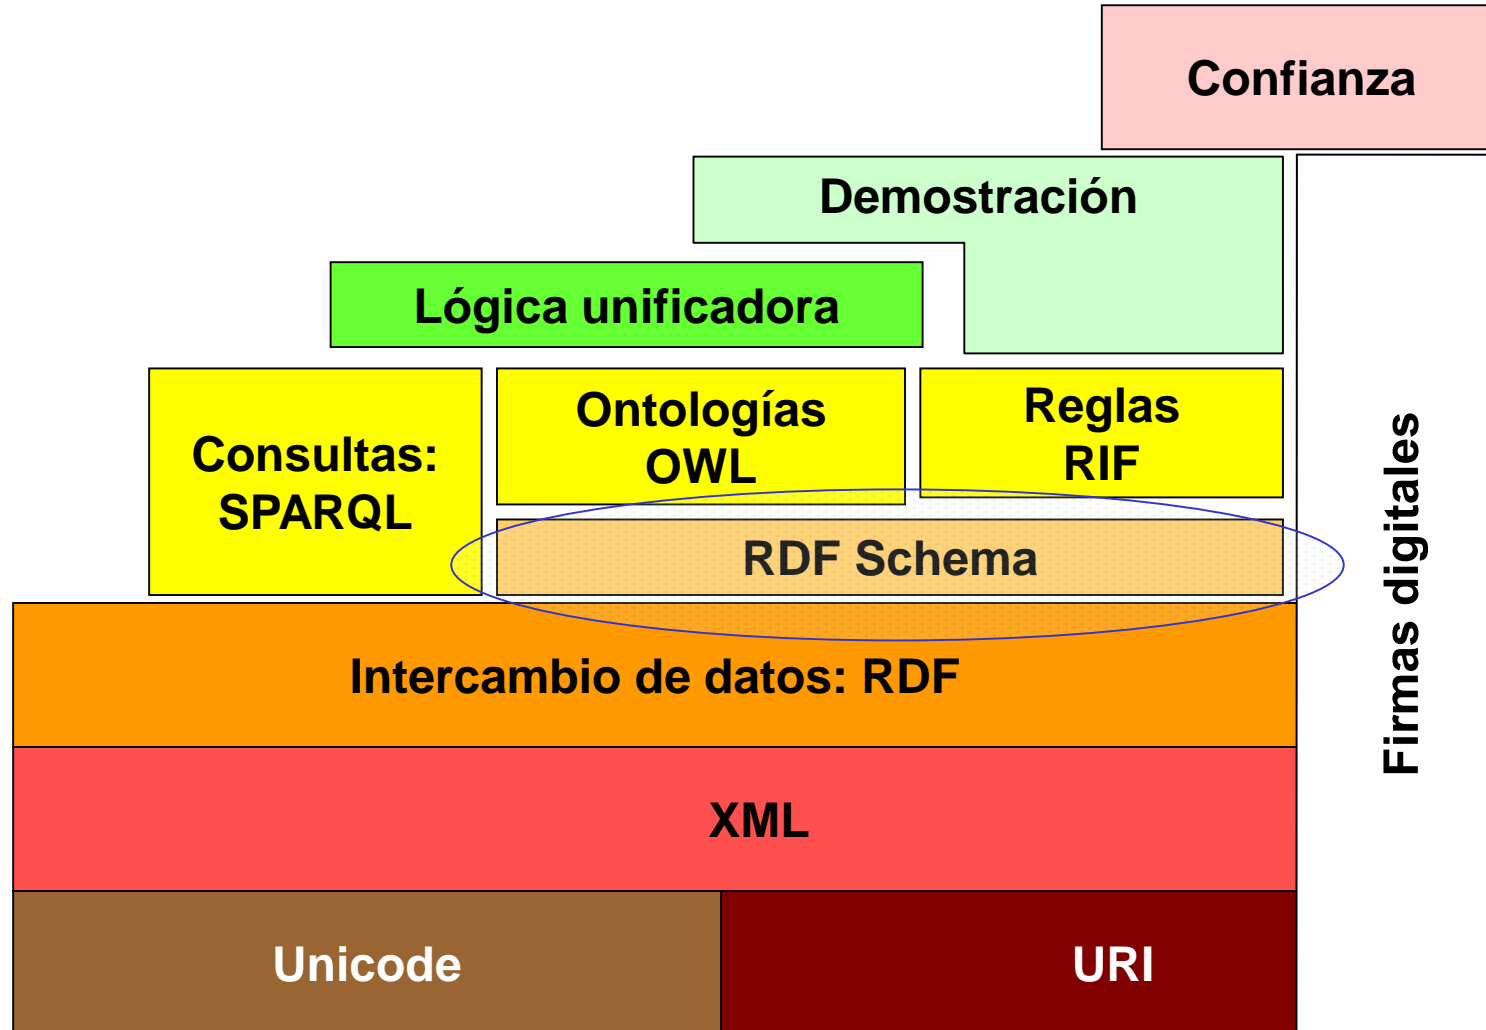 Confianza
Demostración
Lógica unificadora
Consultas:
SPARQL
Ontologías
OWL
Reglas
RIF
RDF Schema
Intercambio de datos: RDF
XML
Unicode
URI
Firmas digitales